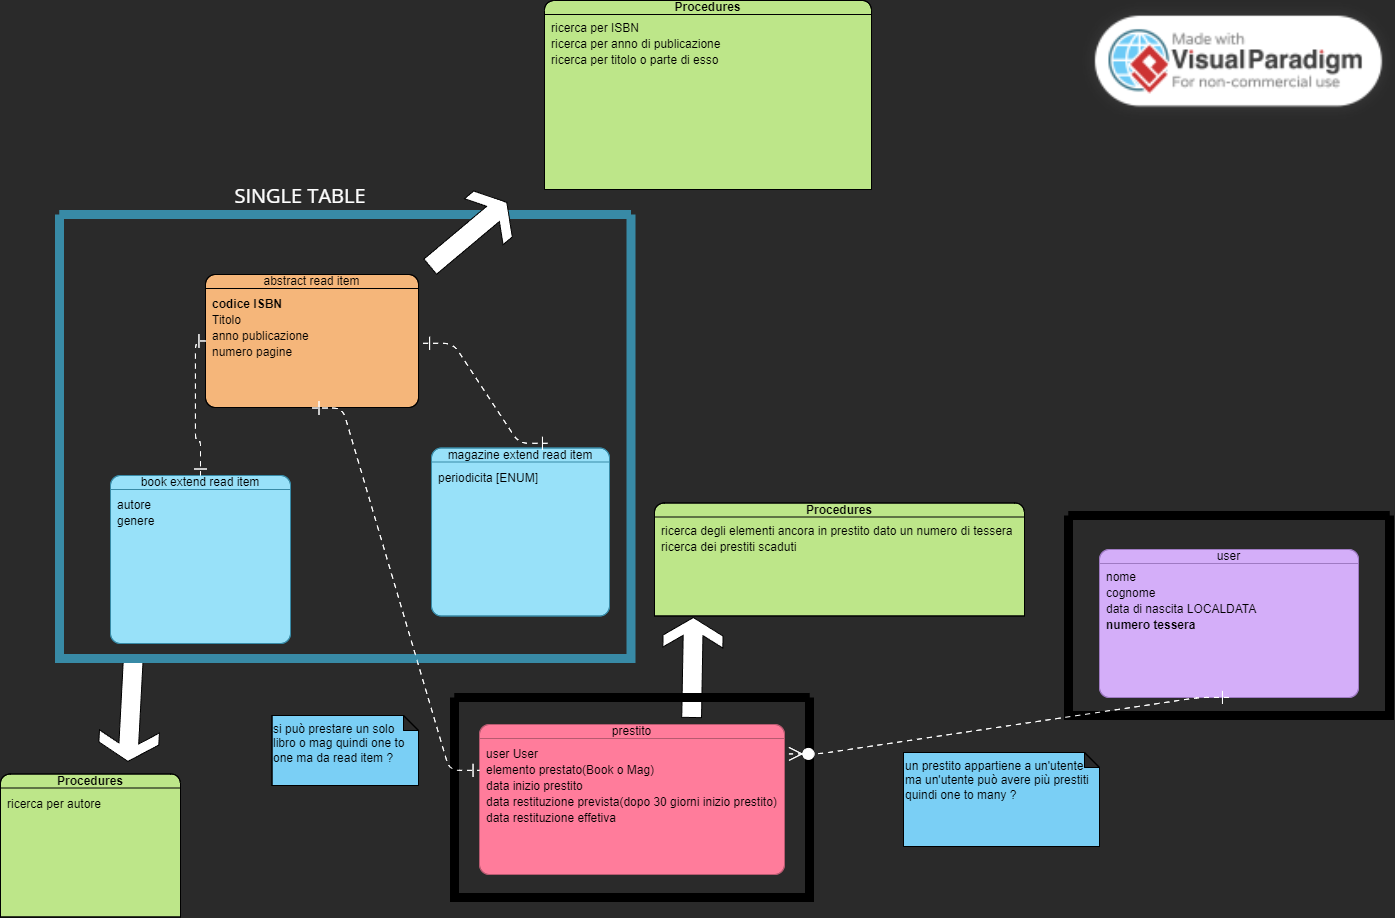 Procedures
ricerca per ISBN
ricerca per anno di publicazione
ricerca per titolo o parte di esso
Made with
Visual Paradigm
For non-commercial use
SINGLE TABLE
abstract read item
codice ISBN
Titolo
anno publicazione
numero pagine
magazine extend read item
periodicita [ENUM]
book extend read item
autore
genere
Procedures
ricerca degli elementi ancora in prestito dato un numero di tessera
ricerca dei prestiti scaduti
user
nome
cognome
data di nascita LOCALDATA
numero tessera
si può prestare un solo
libro o mag quindi one to
one ma da read item ?
prestito
user User
elemento prestato(Book o Mag)
data inizio prestito
data restituzione prevista(dopo 30 giorni inizio prestito)
data restituzione effetiva
un prestito appartiene a un'utente
ma un'utente può avere più prestiti
quindi one to many ?
Procedures
ricerca per autore